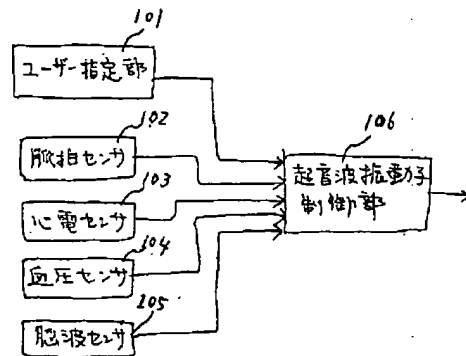 101
ユーザー指定部
102
脈拍センサ
103
心電センサ
104
血圧センサ
105
脳波センサ
106
超音波振動子
制御部